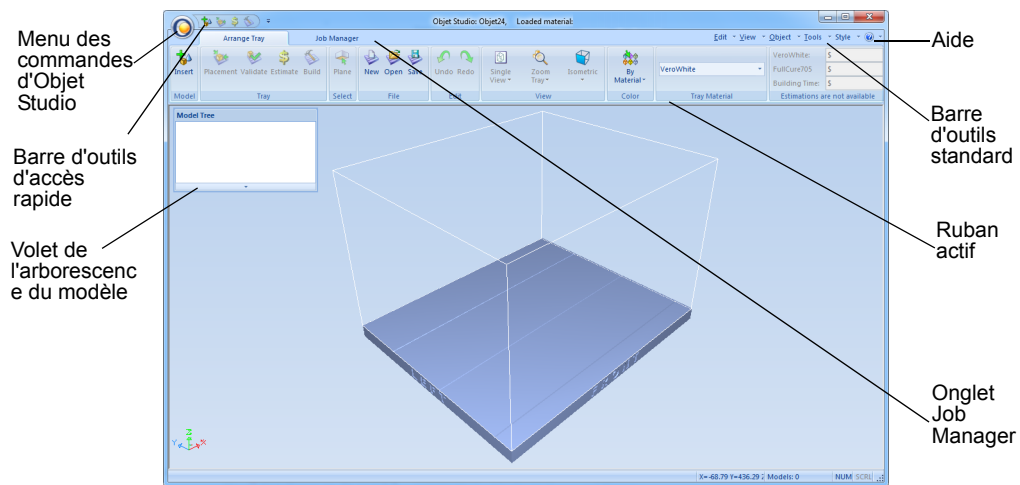 Objet Studio: Objet24, Loaded material:
Menu des
commandes
d'Objet
Studio
Aide
Arrange Tray
Job Manager
Edit View Object Tools Style
Insert
Placement Validate Estimate Build
Plane
New Open Save
Undo Redo
Single
View
Zoom
Tray
Isometric
By
Material
VeroWhite
VeroWhite: $
FullCure705 $
Building Time: $
Model
Tray
Select
File
Edit
View
Color
Tray Material
Estimations are not available
Model Tree
Barre
d'outils
standard
Barre d'outils
d'accès
rapide
Ruban
actif
Volet de
l'arborescenc
e du modèle
Onglet
Job
Manager
Z
Y
X
X=-68.79 Y=436.29 Z Models: 0 NUM SCRL